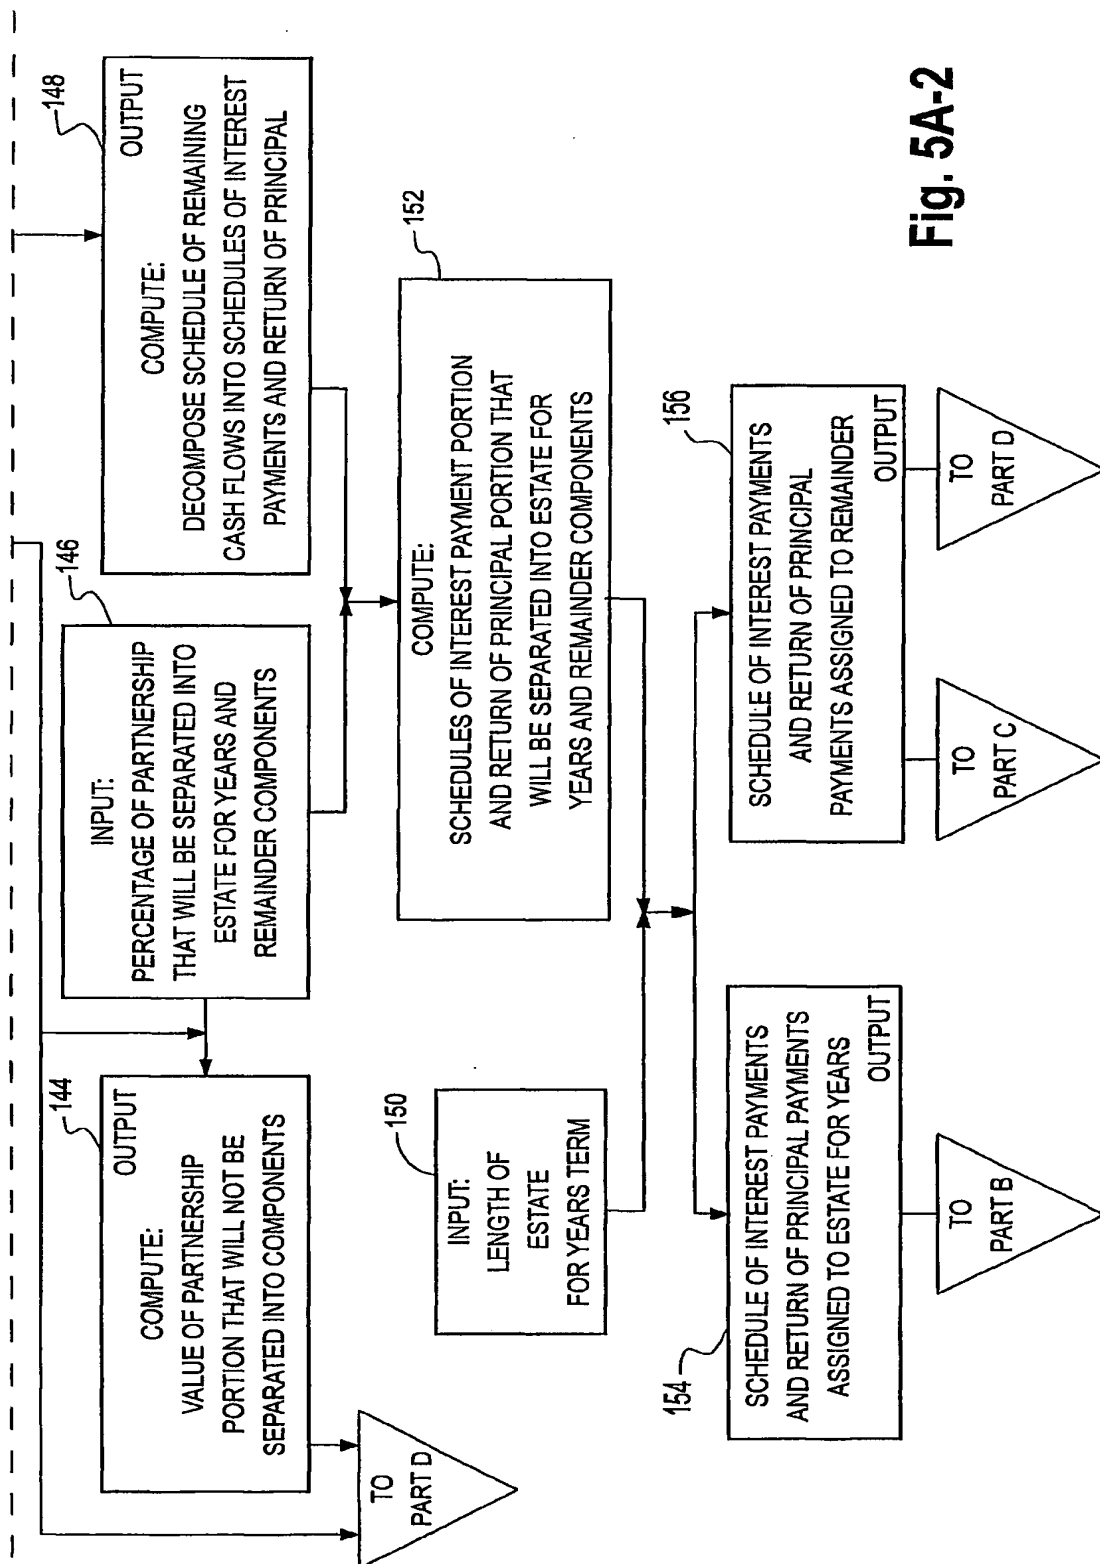 144
OUTPUT
COMPUTE:
VALUE OF PARTNERSHIP
PORTION THAT WILL NOT BE
SEPARATED INTO COMPONENTS
146
INPUT:
PERCENTAGE OF PARTNERSHIP
THAT WILL BE SEPARATED INTO
ESTATE FOR YEARS AND
REMAINDER COMPONENTS
148
OUTPUT
COMPUTE:
DECOMPOSE SCHEDULE OF REMAINING
CASH FLOWS INTO SCHEDULES OF INTEREST
PAYMENTS AND RETURN OF PRINCIPAL
TO
PART D
150
INPUT:
LENGTH OF
ESTATE
FOR YEARS TERM
152
COMPUTE:
SCHEDULES OF INTEREST PAYMENT PORTION
AND RETURN OF PRINCIPAL PORTION THAT
WILL BE SEPARATED INTO ESTATE FOR
YEARS AND REMAINDER COMPONENTS
154
SCHEDULE OF INTEREST PAYMENTS
AND RETURN OF PRINCIPAL PAYMENTS
ASSIGNED TO ESTATE FOR YEARS
OUTPUT
156
SCHEDULE OF INTEREST PAYMENTS
AND RETURN OF PRINCIPAL
PAYMENTS ASSIGNED TO REMAINDER
OUTPUT
TO
PART B
TO
PART C
TO
PART D
Fig. 5A-2